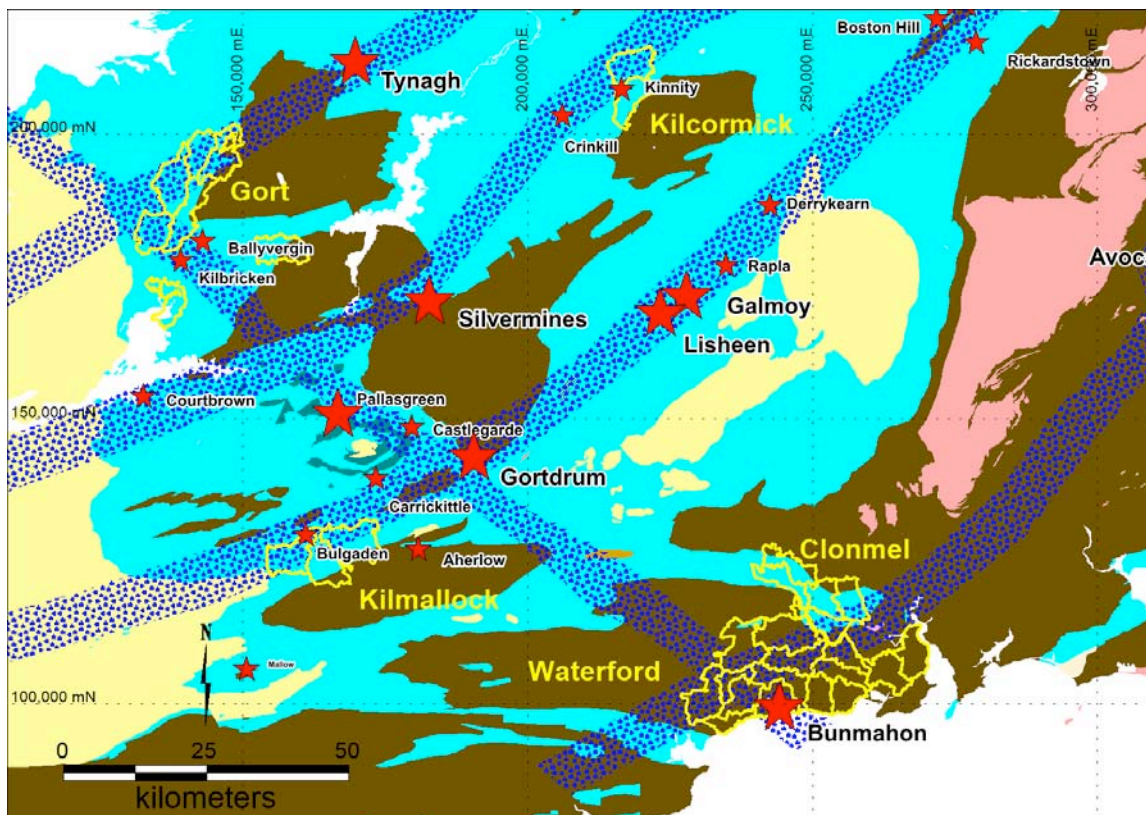 Boston Hill
Rickardstown
150,000 mE
200,000 mE
250,000 mE
300,000 mE
Tynagh
Kinnity
Kilcormick
Crinkill
200,000 mN
Gort
Derrykearn
Ballyvergin
Kilbricken
Rapla
Avoc
Galmoy
Silvermines
Lisheen
150,000 mN
Courtbrown
Pallasgreen
Castlegarde
Gortdrum
Carrickittle
Bulgaden
Aherlow
Clonmel
Kilmallock
N
Mallow
Waterford
100,000 mN
Bunmahon
0 25 50
kilometers